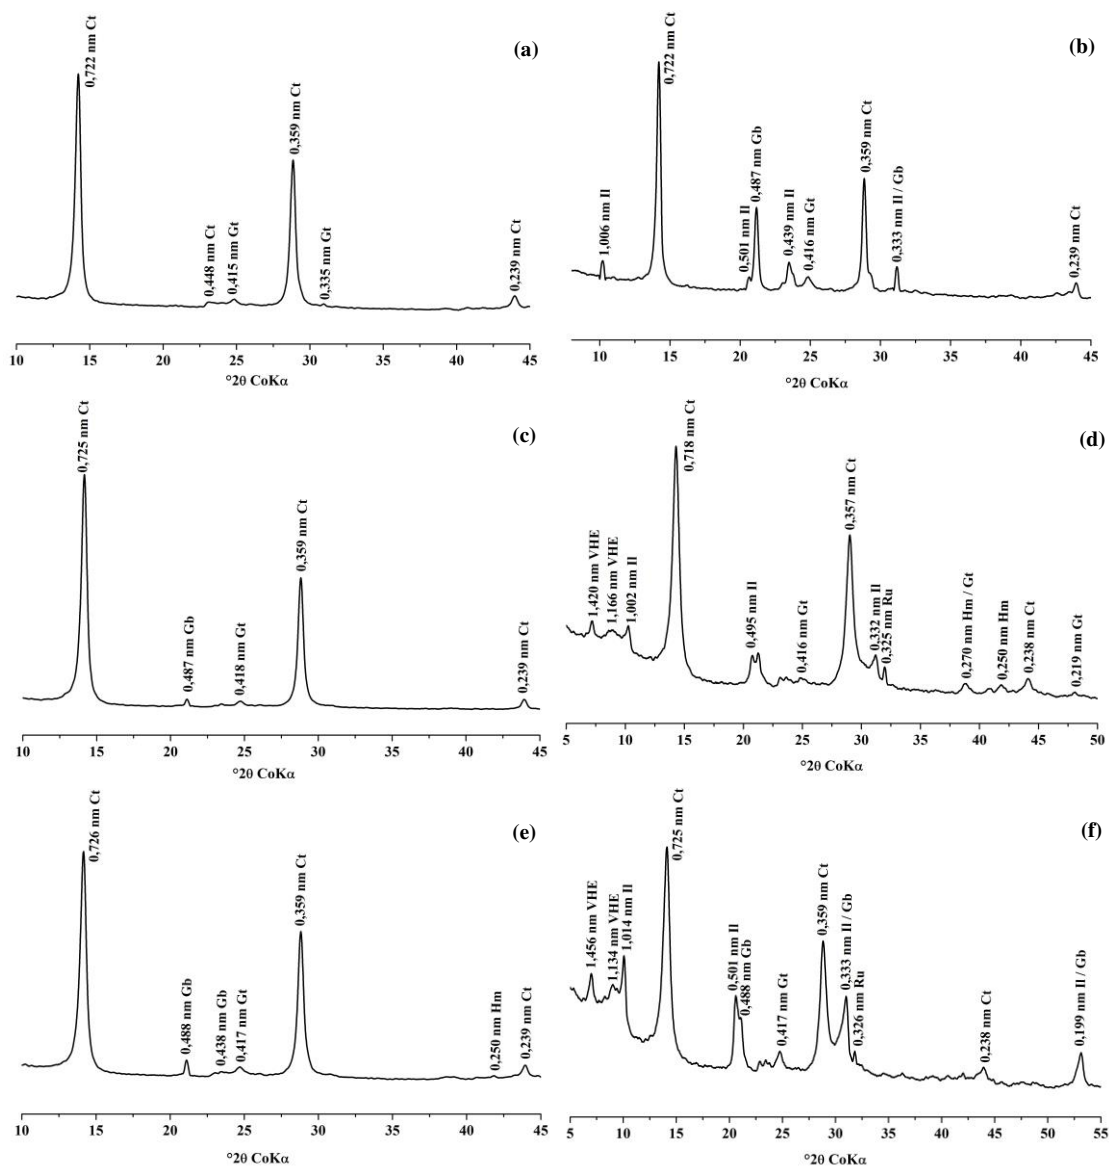 (a)
0,722 nm Ct
0,448 nm Ct
0,415 nm Gt
0,359 nm Ct
0,335 nm Gt
0,239 nm Ct
10 15 20 25 30 35 40 45
°2θ CoKα
(b)
1,006 nm Il
0,722 nm Ct
0,501 nm Il
0,487 nm Gb
0,439 nm Il
0,416 nm Gt
0,359 nm Ct
0,333 nm Il / Gb
0,239 nm Ct
10 15 20 25 30 35 40 45
°2θ CoKα
(c)
0,725 nm Ct
0,487 nm Gb
0,418 nm Gt
0,359 nm Ct
0,239 nm Ct
10 15 20 25 30 35 40 45
°2θ CoKα
(d)
1,420 nm VHE
1,166 nm VHE
1,002 nm Il
0,718 nm Ct
0,495 nm Il
0,416 nm Gt
0,357 nm Ct
0,332 nm Il
0,325 nm Ru
0,270 nm Hm / Gt
0,250 nm Hm
0,238 nm Ct
0,219 nm Gt
5 10 15 20 25 30 35 40 45 50
°2θ CoKα
(e)
0,726 nm Ct
0,488 nm Gb
0,438 nm Gb
0,417 nm Gt
0,359 nm Ct
0,250 nm Hm
0,239 nm Ct
10 15 20 25 30 35 40 45
°2θ CoKα
(f)
1,456 nm VHE
1,134 nm VHE
1,014 nm Il
0,725 nm Ct
0,501 nm Il
0,488 nm Gb
0,417 nm Gt
0,359 nm Ct
0,333 nm Il / Gb
0,326 nm Ru
0,238 nm Ct
0,199 nm Il / Gb
5 10 15 20 25 30 35 40 45 50 55
°2θ CoKα